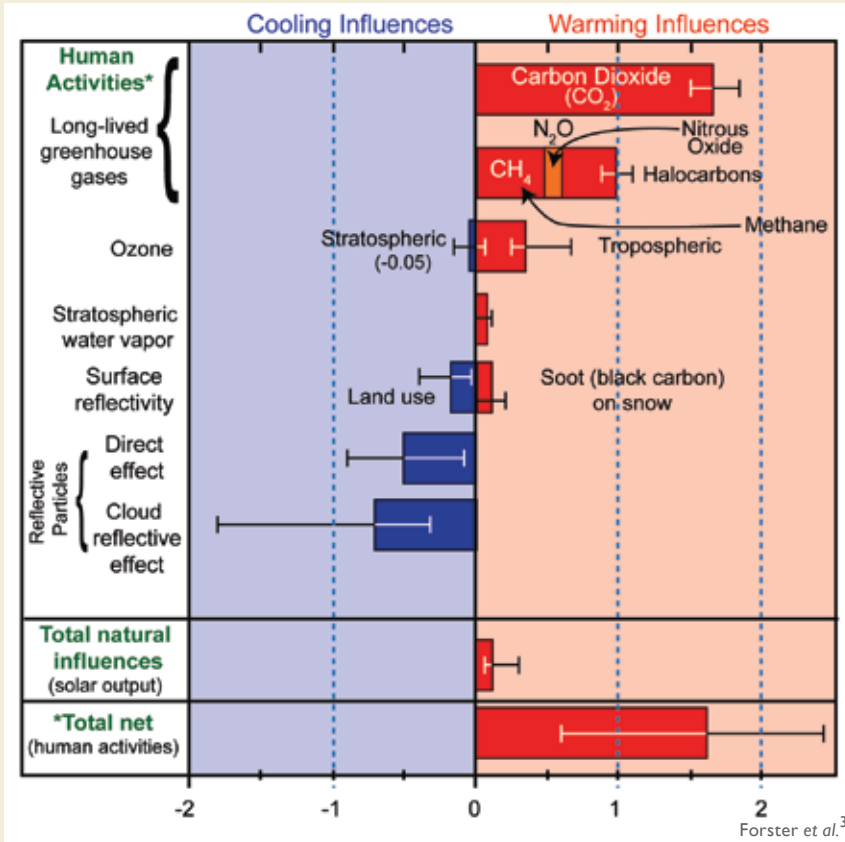 Cooling Influences
Warming Influences
Human
Activities*
Long-lived
greenhouse
gases
Carbon Dioxide
(CO₂)
N₂O
Nitrous
Oxide
CH₄
Halocarbons
Methane
Ozone
Stratospheric
(-0.05)
Tropospheric
Stratospheric
water vapor
Surface
reflectivity
Land use
Soot (black carbon)
on snow
Reflective
Particles
Direct
effect
Cloud
reflective
effect
Total natural
influences
(solar output)
*Total net
(human activities)
-2 -1 0 1 2
Forster et al.³